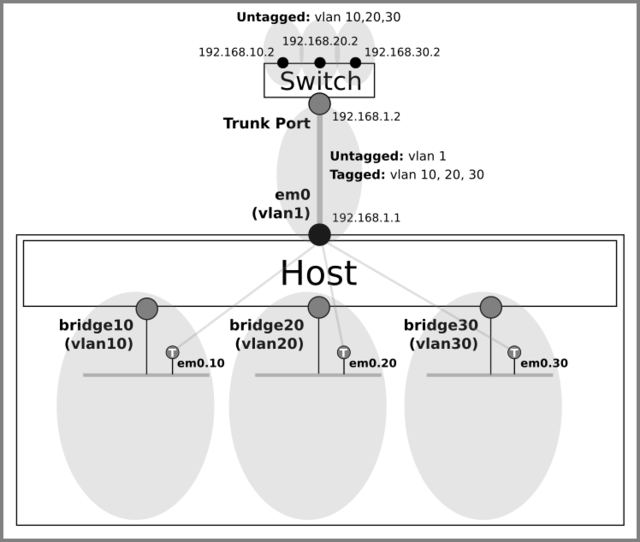 Untagged: vlan 10,20,30
192.168.20.2
192.168.10.2
192.168.30.2
Switch
192.168.1.2
Trunk Port
Untagged: vlan 1
Tagged: vlan 10, 20, 30
em0
(vlan1)
192.168.1.1
Host
bridge10
(vlan10)
T
em0.10
bridge20
(vlan20)
T
em0.20
bridge30
(vlan30)
T
em0.30